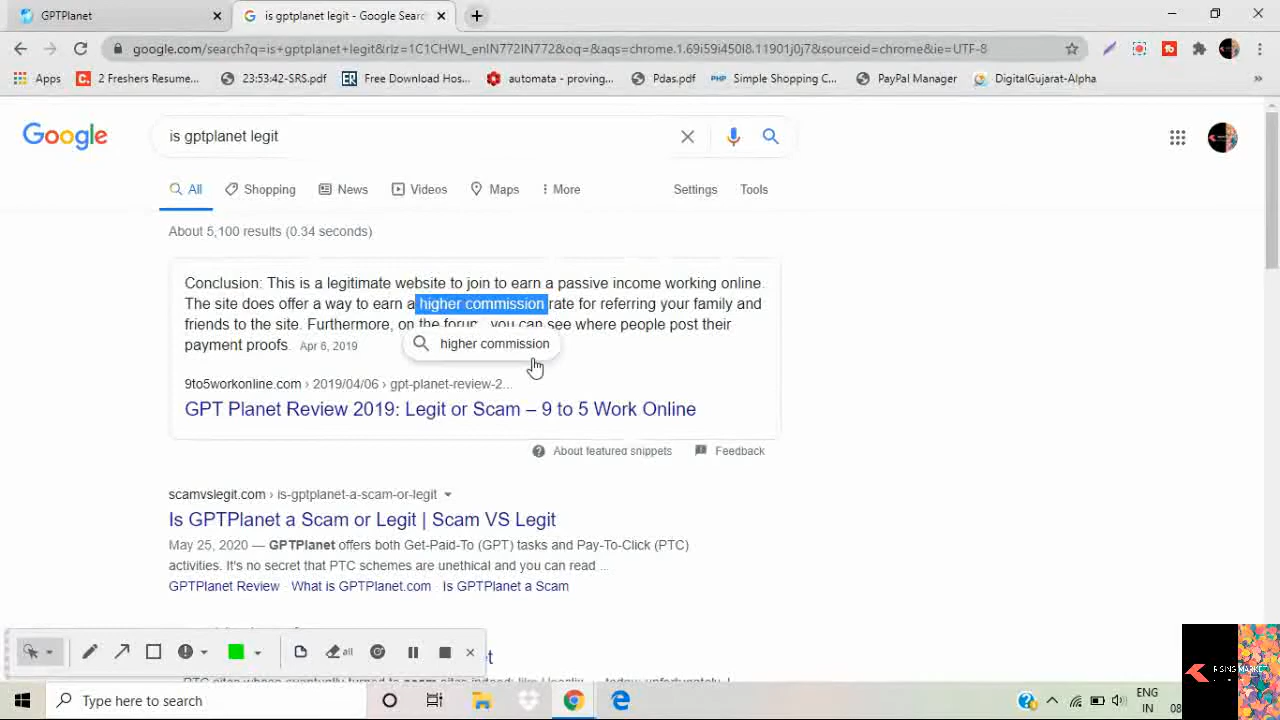 GPTPlanet
is gptplanet legit - Google Sear
google.com/search?q=is+gptplanet+legit&rlz=1C1CHWL_enIN772IN772&oq=&aqs=chrome.1.69i59i450l8.11901j0j7&sourceid=chrome&ie=UTF-8
Apps
2 Freshers Resume...
23:53:42-SRS.pdf
Free Download Hos...
automata - proving...
Pdas.pdf
Simple Shopping C...
PayPal Manager
DigitalGujarat-Alpha
»
Google
is gptplanet legit
All
Shopping
News
Videos
Maps
More
Settings
Tools
About 5,100 results (0.34 seconds)
Conclusion: This is a legitimate website to join to earn a passive income working online.
The site does offer a way to earn a higher commission rate for referring your family and
friends to the site. Furthermore, on the forum, you can see where people post their
payment proofs. Apr 6, 2019
higher commission
9to5workonline.com › 2019/04/06 › gpt-planet-review-2...
GPT Planet Review 2019: Legit or Scam – 9 to 5 Work Online
About featured snippets
Feedback
scamvslegit.com › is-gptplanet-a-scam-or-legit
Is GPTPlanet a Scam or Legit | Scam VS Legit
May 25, 2020 — GPTPlanet offers both Get-Paid-To (GPT) tasks and Pay-To-Click (PTC)
activities. It's no secret that PTC schemes are unethical and you can read ...
GPTPlanet Review · What is GPTPlanet.com · Is GPTPlanet a Scam
all
Type here to search
ENG
IN